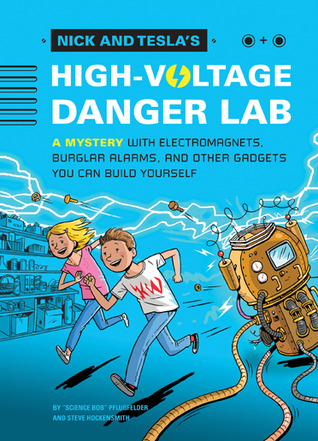 NICK AND TESLA'S
HIGH-VOLTAGE
DANGER LAB
A MYSTERY WITH ELECTROMAGNETS,
BURGLAR ALARMS, AND OTHER GADGETS
YOU CAN BUILD YOURSELF
BY "SCIENCE BOB" PFLUGFELDER
AND STEVE HOCKENSMITH